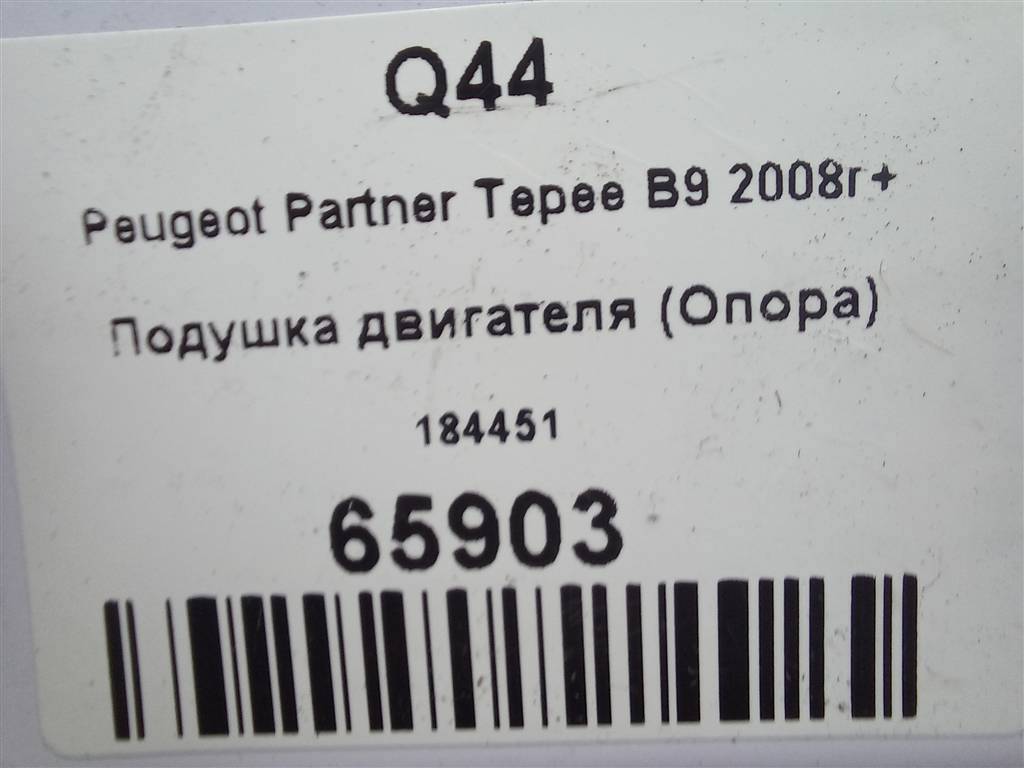 Q44
Peugeot Partner Tepee B9 2008г+
Подушка двигателя (Опора)
184451
65903